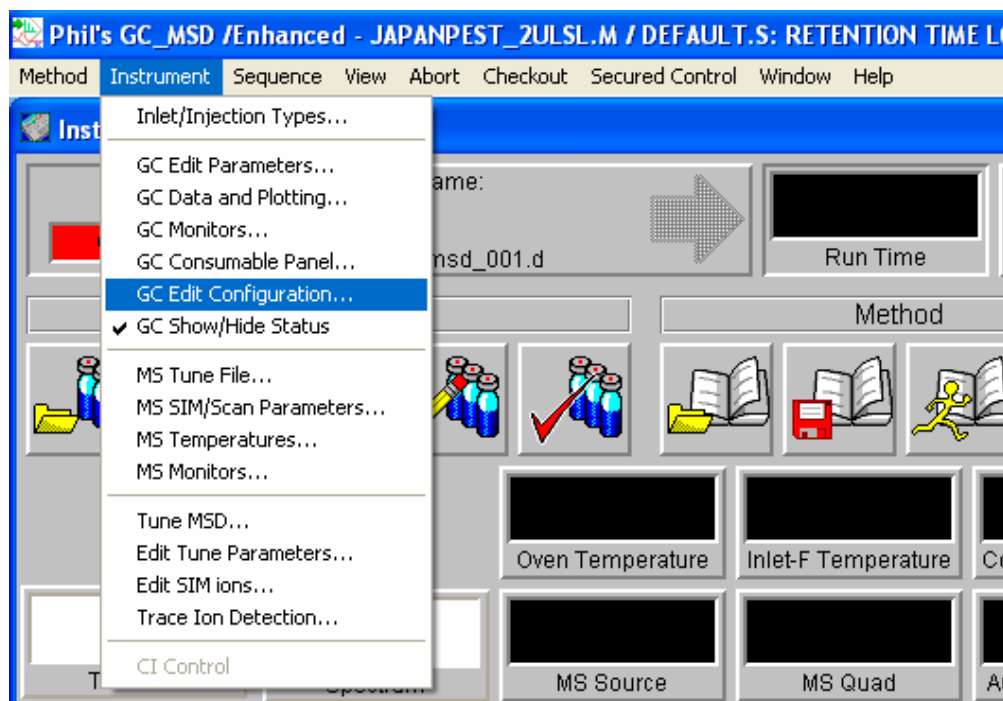 Phil's GC_MSD /Enhanced - JAPANPEST_2ULSL.M / DEFAULT.S: RETENTION TIME
Method Instrument Sequence View Abort Checkout Secured Control Window Help
Inst
Inlet/Injection Types...
GC Edit Parameters...
GC Data and Plotting...
GC Monitors...
GC Consumable Panel...
GC Edit Configuration...
GC Show/Hide Status
MS Tune File...
MS SIM/Scan Parameters...
MS Temperatures...
MS Monitors...
Tune MSD...
Edit Tune Parameters...
Edit SIM ions...
Trace Ion Detection...
CI Control
ame:
msd_001.d
Run Time
Method
Oven Temperature Inlet-F Temperature
MS Source MS Quad